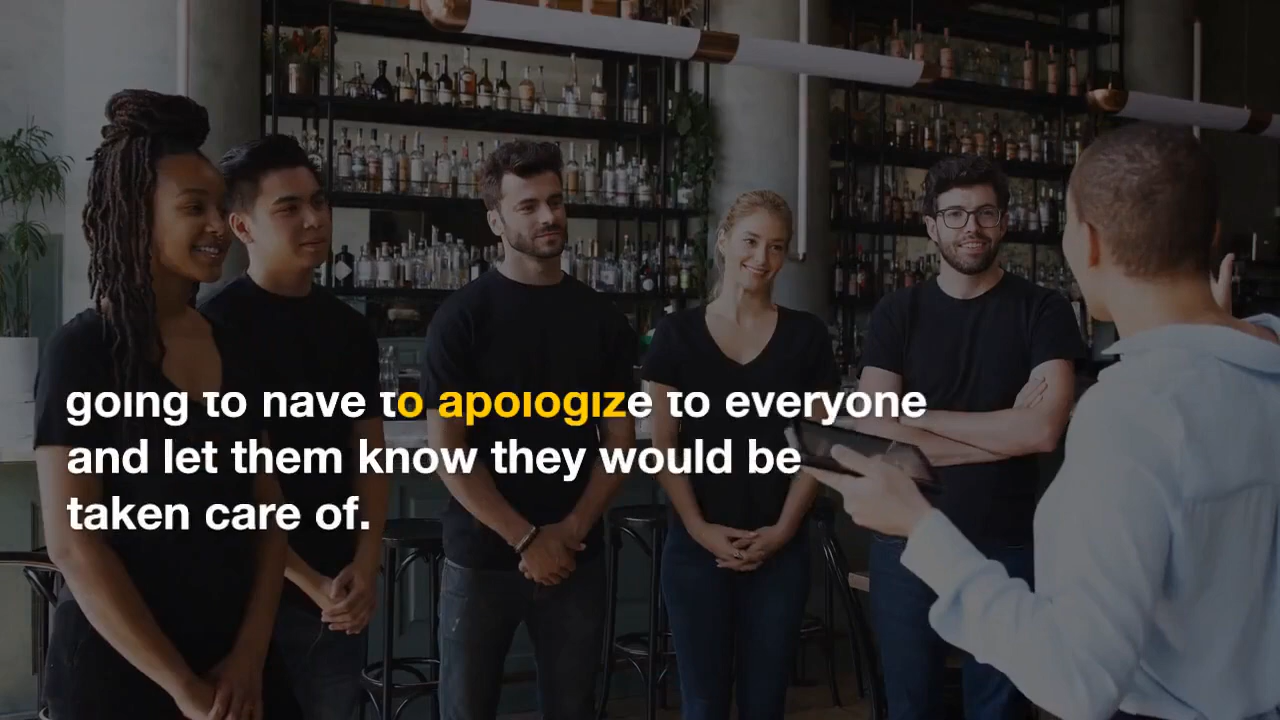 going to have to apologize to everyone
and let them know they would be
taken care of.